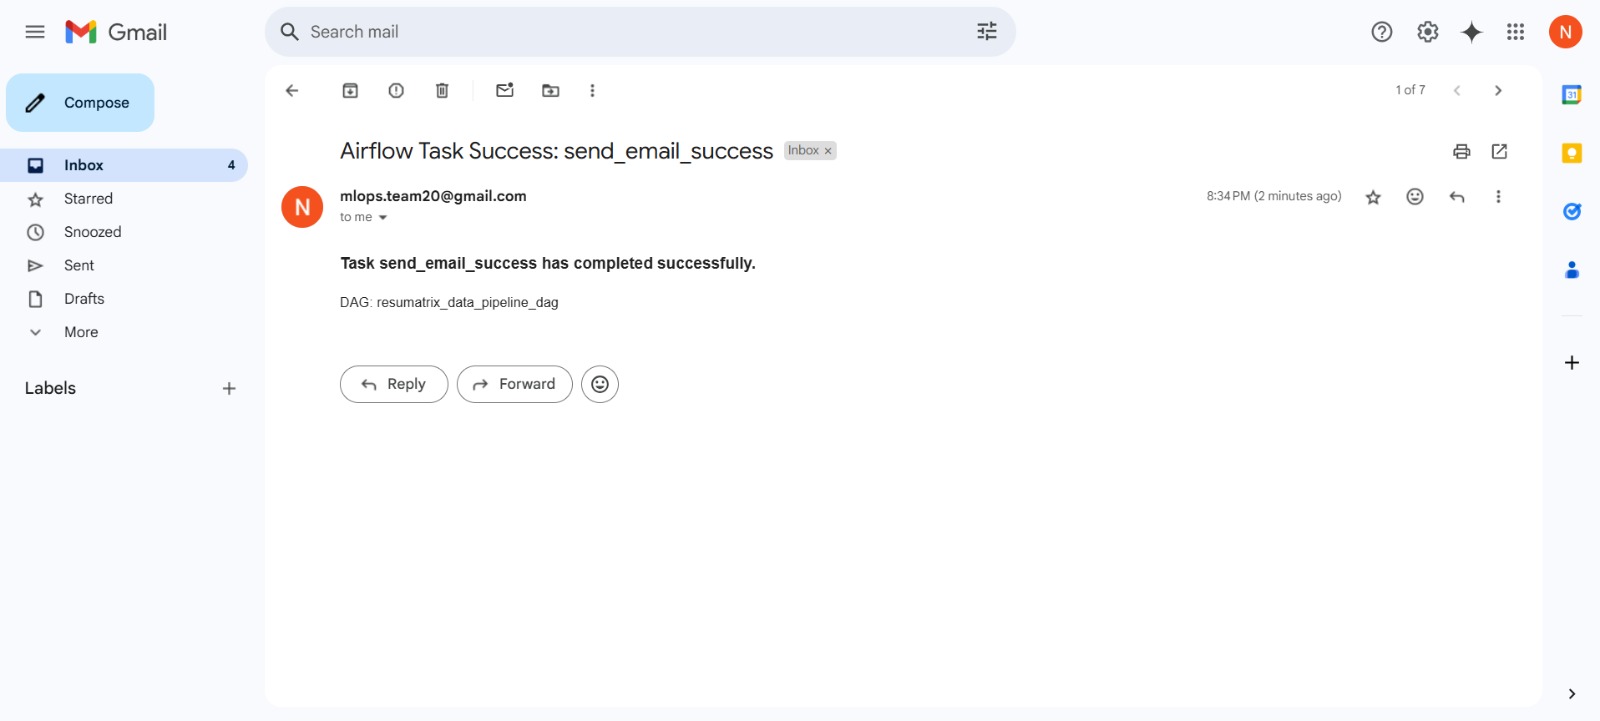 Gmail
Search mail
N
Compose
Inbox 4
Starred
Snoozed
Sent
Drafts
More
Labels
1 of 7
Airflow Task Success: send_email_success Inbox ×
N
mlops.team20@gmail.com 8:34 PM (2 minutes ago)
to me
Task send_email_success has completed successfully.
DAG: resumatrix_data_pipeline_dag
Reply Forward
31